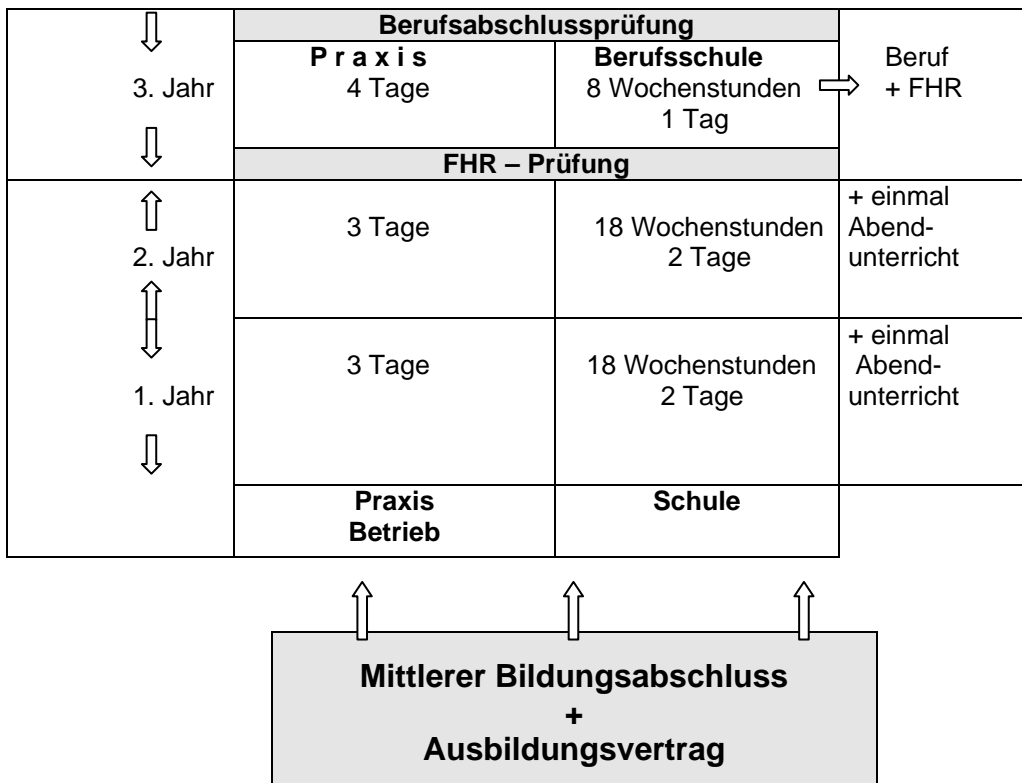 Berufsabschlussprüfung
P r a x i s Berufsschule Beruf
3. Jahr 4 Tage 8 Wochenstunden + FHR
1 Tag
FHR – Prüfung
+ einmal
3 Tage 18 Wochenstunden Abend-
2. Jahr 2 Tage unterricht
+ einmal
3 Tage 18 Wochenstunden Abend-
1. Jahr 2 Tage unterricht
Praxis Schule
Betrieb
Mittlerer Bildungsabschluss
+
Ausbildungsvertrag